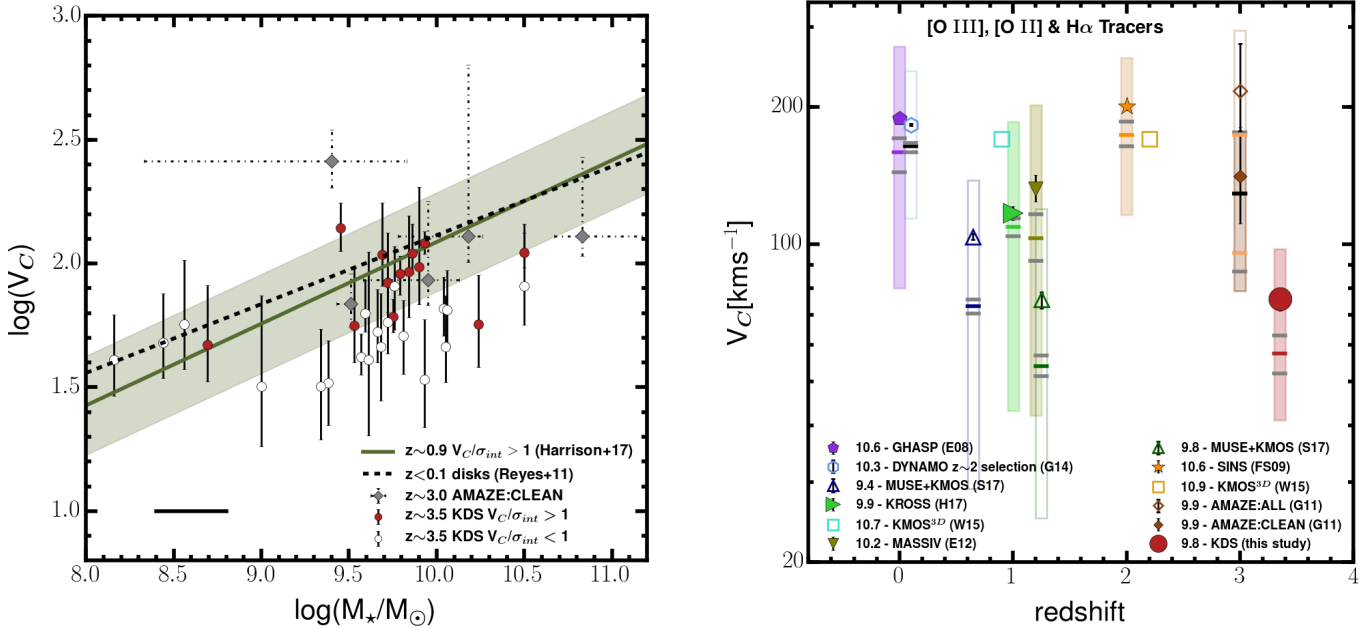 3.0
2.5
2.0
1.5
1.0
log(V_C)
z~0.9 V_C/σ_int > 1 (Harrison+17)
z<0.1 disks (Reyes+11)
z~3.0 AMAZE:CLEAN
z~3.5 KDS V_C/σ_int > 1
z~3.5 KDS V_C/σ_int < 1
8.0 8.5 9.0 9.5 10.0 10.5 11.0
log(M⋆/M⊙)
[O III], [O II] & Hα Tracers
200
100
20
V_C[kms⁻¹]
10.6 - GHASP (E08)
10.3 - DYNAMO z~2 selection (G14)
9.4 - MUSE+KMOS (S17)
9.9 - KROSS (H17)
10.7 - KMOS³ᴰ (W15)
10.2 - MASSIV (E12)
9.8 - MUSE+KMOS (S17)
10.6 - SINS (FS09)
10.9 - KMOS³ᴰ (W15)
9.9 - AMAZE:ALL (G11)
9.9 - AMAZE:CLEAN (G11)
9.8 - KDS (this study)
0 1 2 3 4
redshift